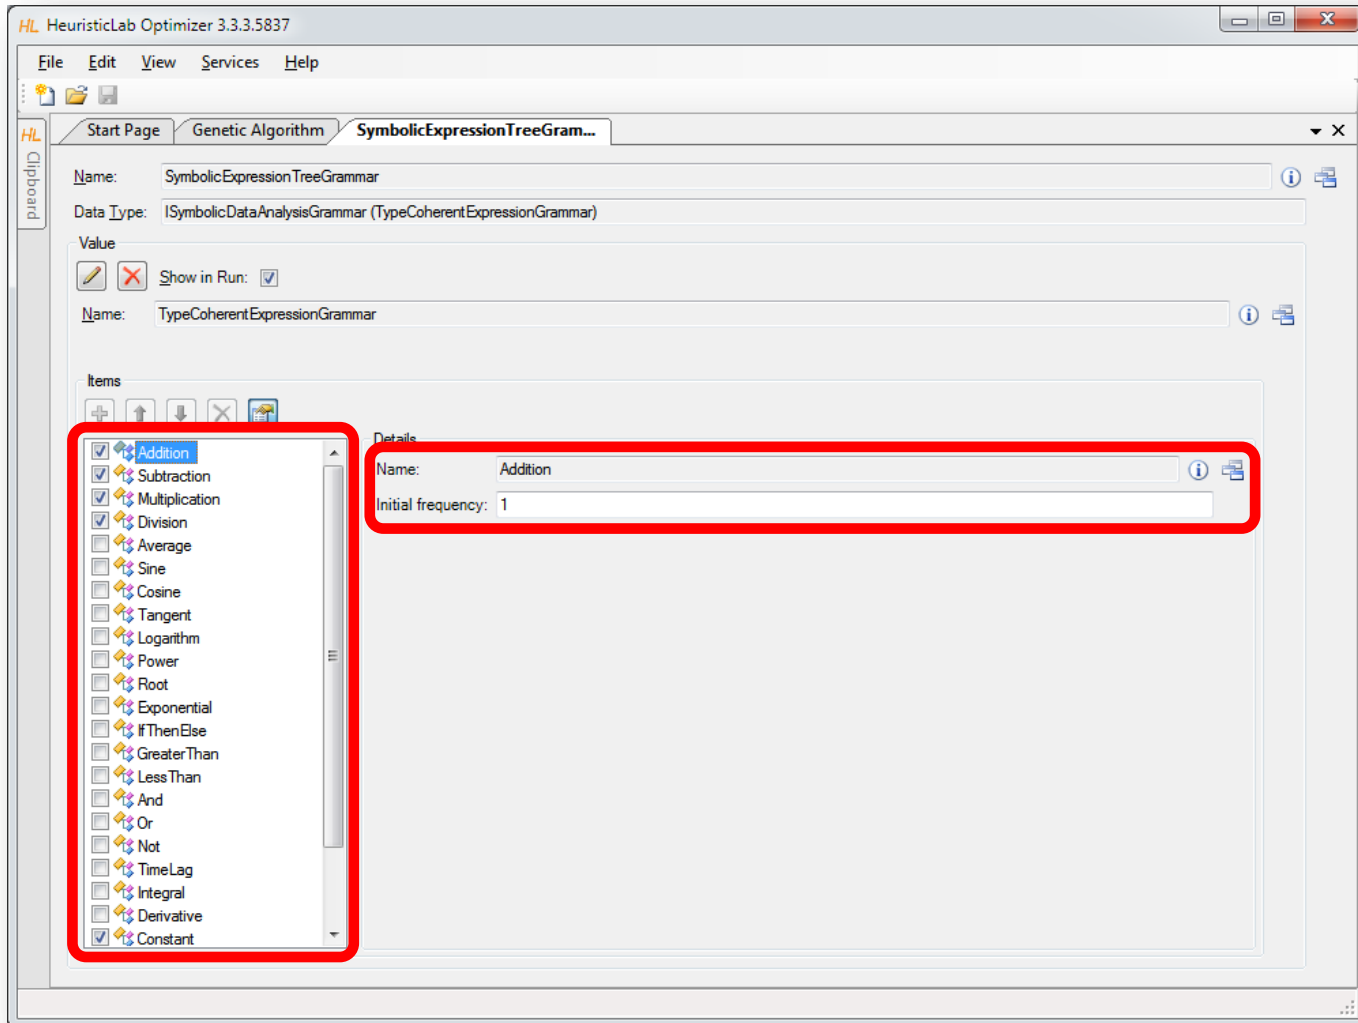 HL HeuristicLab Optimizer 3.3.3.5837
File Edit View Services Help
HL Clipboard
Start Page Genetic Algorithm SymbolicExpressionTreeGram...
Name: SymbolicExpressionTreeGrammar
Data Type: ISymbolicDataAnalysisGrammar (TypeCoherentExpressionGrammar)
Value
Show in Run:
Name: TypeCoherentExpressionGrammar
Items
Details
Addition
Subtraction
Multiplication
Division
Average
Sine
Cosine
Tangent
Logarithm
Power
Root
Exponential
IfThenElse
GreaterThan
LessThan
And
Or
Not
TimeLag
Integral
Derivative
Constant
Name: Addition
Initial frequency: 1